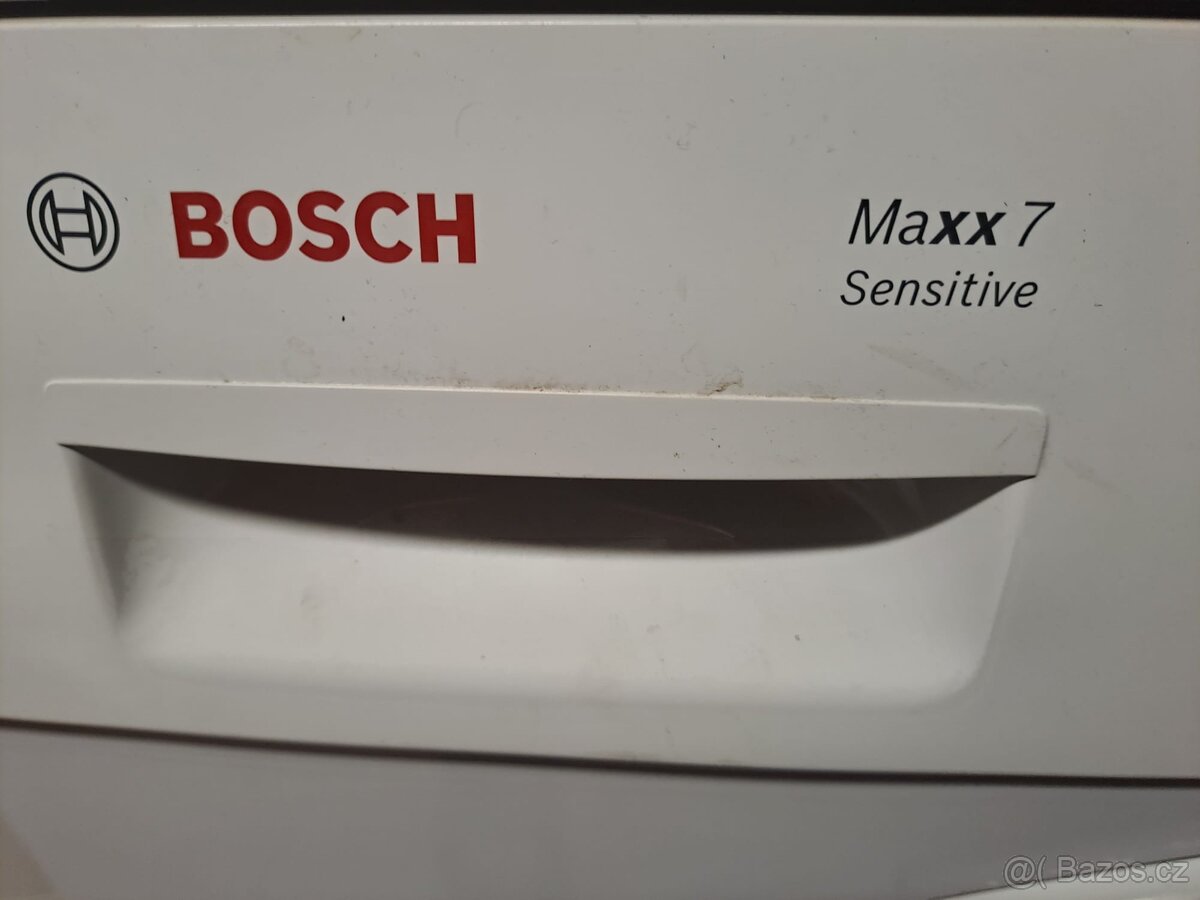 BOSCH
Maxx 7
Sensitive
@( Bazos.cz